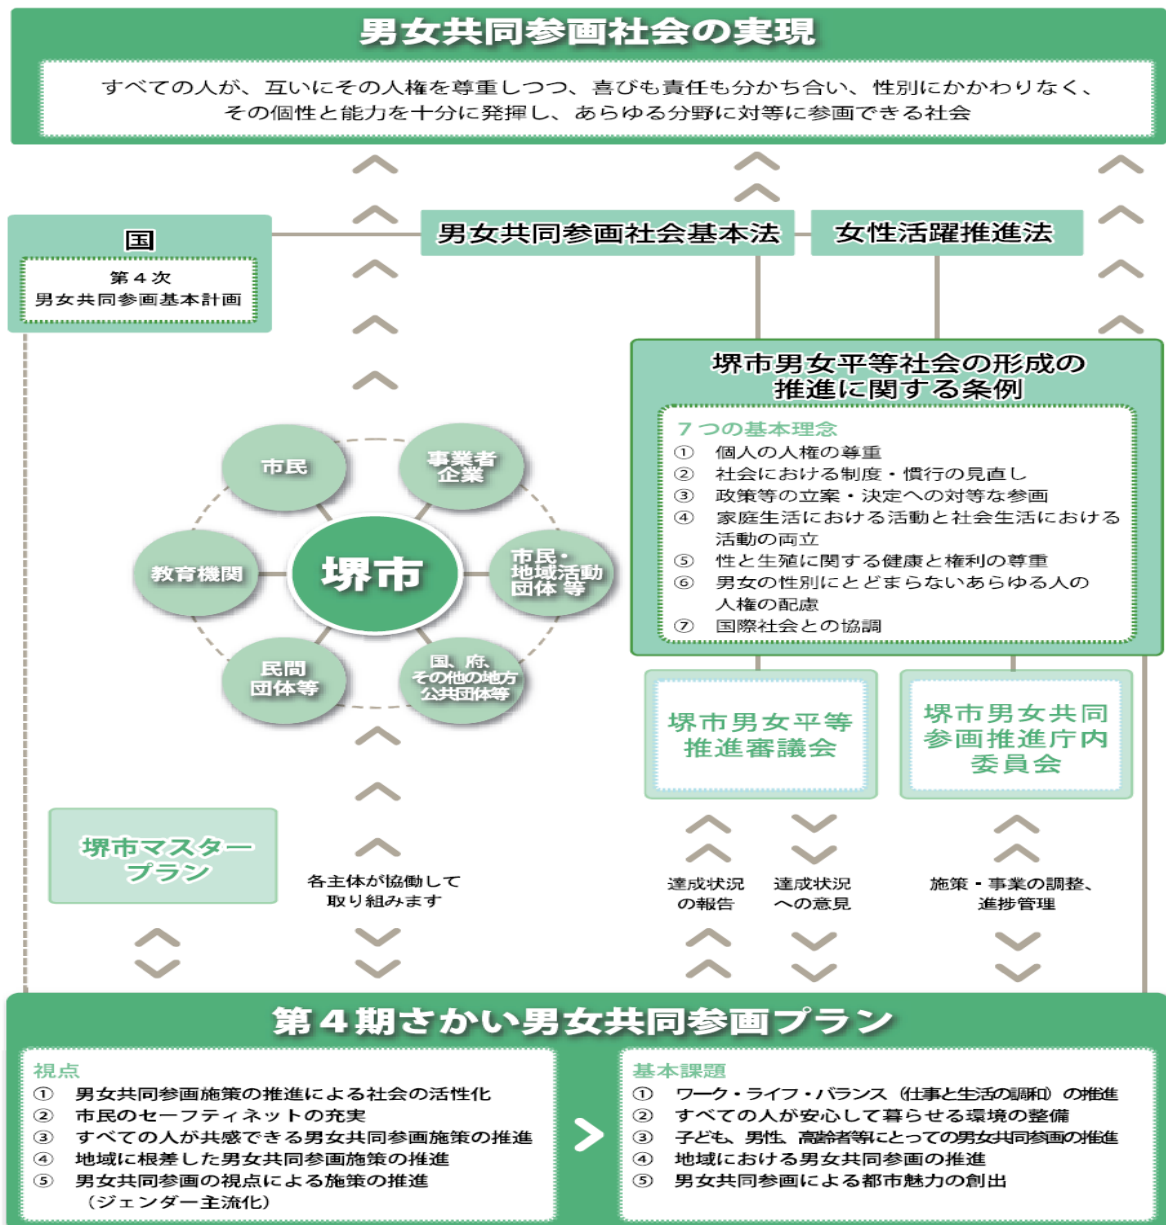 男女共同参画社会の実現
すべての人が、互いにその人権を尊重しつつ、喜びも責任も分かち合い、性別にかかわりなく、
その個性と能力を十分に発揮し、あらゆる分野に対等に参画できる社会
国
第４次
男女共同参画基本計画
男女共同参画社会基本法
女性活躍推進法
堺市男女平等社会の形成の
推進に関する条例
７つの基本理念
① 個人の人権の尊重
② 社会における制度・慣行の見直し
③ 政策等の立案・決定への対等な参画
④ 家庭生活における活動と社会生活における
活動の両立
⑤ 性と生殖に関する健康と権利の尊重
⑥ 男女の性別にとどまらないあらゆる人の
人権の配慮
⑦ 国際社会との協調
市民
事業者
企業
教育機関
堺市
市民・
地域活動
団体 等
民間
団体等
国、府、
その他の地方
公共団体等
堺市男女平等
推進審議会
堺市男女共同
参画推進庁内
委員会
堺市マスター
プラン
各主体が協働して
取り組みます
達成状況
の報告
達成状況
への意見
施策・事業の調整、
進捗管理
第４期さかい男女共同参画プラン
視点
① 男女共同参画施策の推進による社会の活性化
② 市民のセーフティネットの充実
③ すべての人が共感できる男女共同参画施策の推進
④ 地域に根差した男女共同参画施策の推進
⑤ 男女共同参画の視点による施策の推進
（ジェンダー主流化）
基本課題
① ワーク・ライフ・バランス（仕事と生活の調和）の推進
② すべての人が安心して暮らせる環境の整備
③ 子ども、男性、高齢者等にとっての男女共同参画の推進
④ 地域における男女共同参画の推進
⑤ 男女共同参画による都市魅力の創出